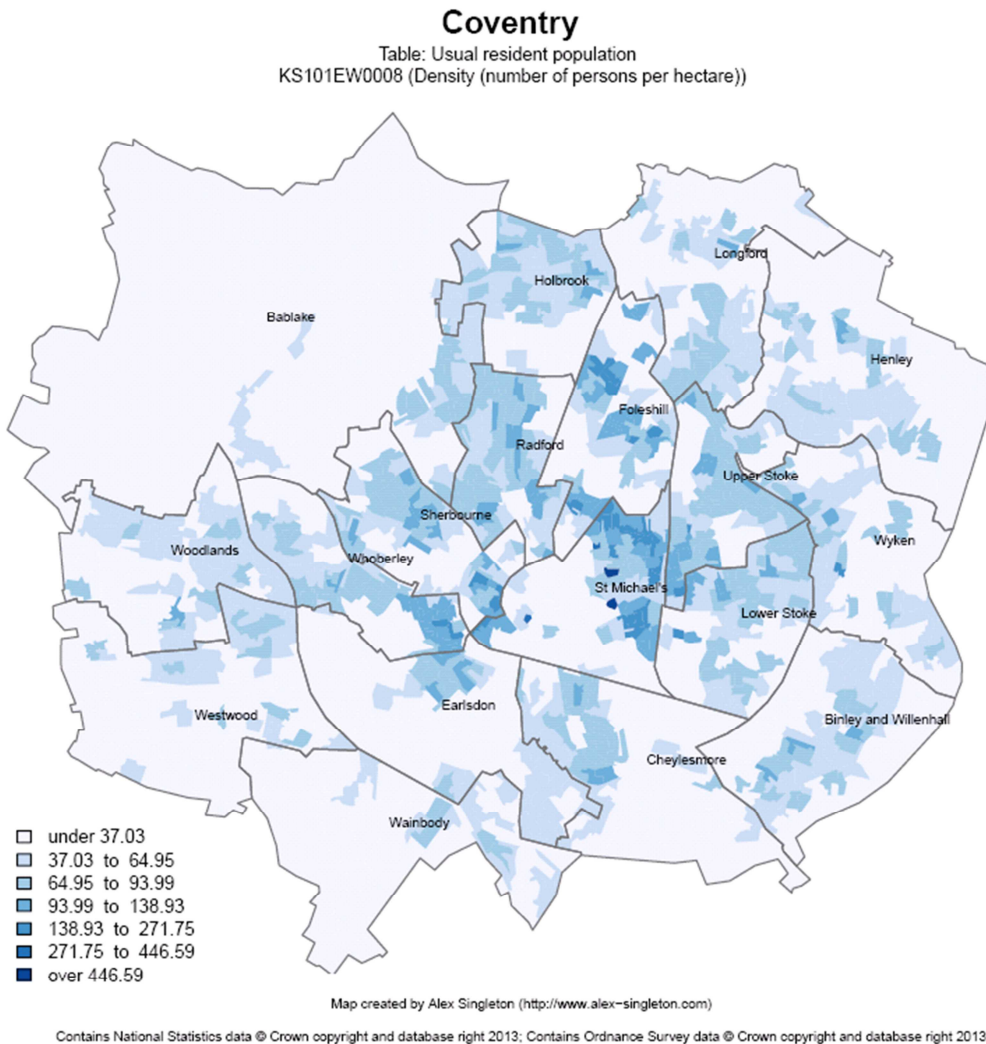 Coventry
Table: Usual resident population
KS101EW0008 (Density (number of persons per hectare))
Longford
Holbrook
Bablake
Henley
Foleshill
Radford
Upper Stoke
Sherbourne
Wyken
Woodlands
Whoberley
St Michael's
Lower Stoke
Earlsdon
Westwood
Binley and Willenhall
Cheylesmore
Wainbody
under 37.03
37.03 to 64.95
64.95 to 93.99
93.99 to 138.93
138.93 to 271.75
271.75 to 446.59
over 446.59
Map created by Alex Singleton (http://www.alex-singleton.com)
Contains National Statistics data © Crown copyright and database right 2013; Contains Ordnance Survey data © Crown copyright and database right 2013